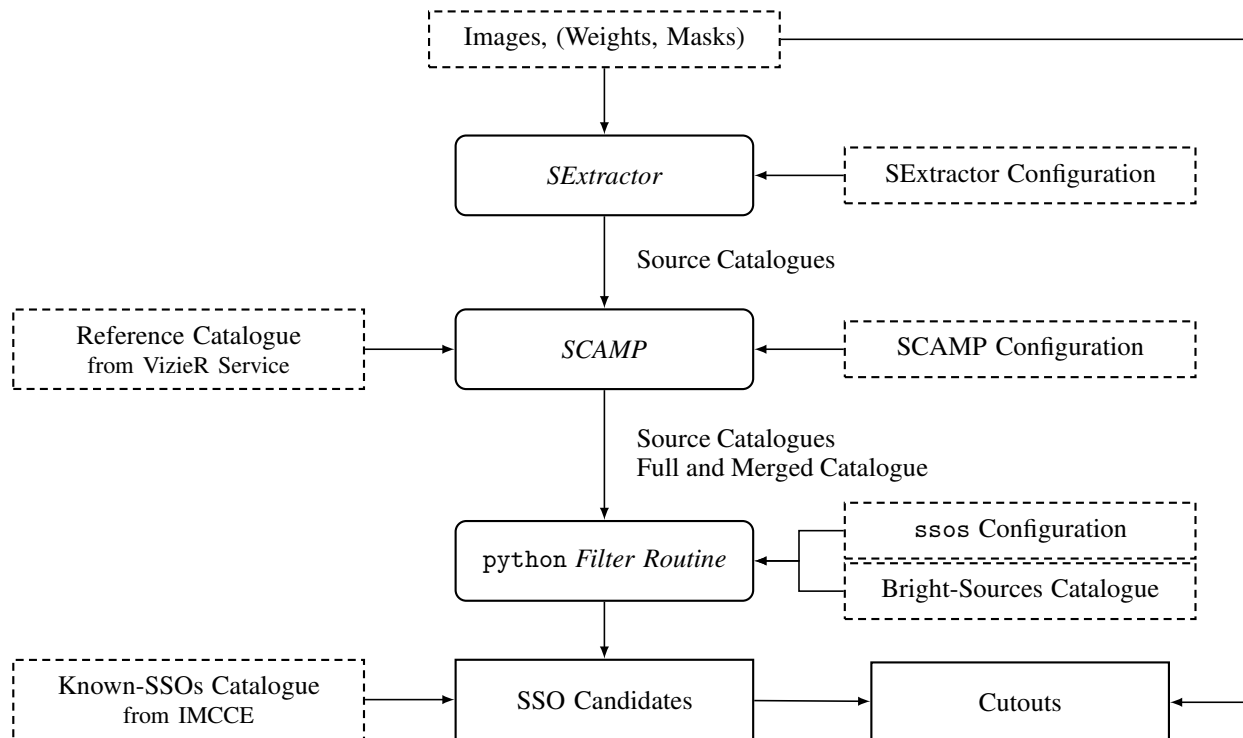 Images, (Weights, Masks)
SExtractor
SExtractor Configuration
Source Catalogues
Reference Catalogue
from VizieR Service
SCAMP
SCAMP Configuration
Source Catalogues
Full and Merged Catalogue
python Filter Routine
ssos Configuration
Bright-Sources Catalogue
Known-SSOs Catalogue
from IMCCE
SSO Candidates
Cutouts